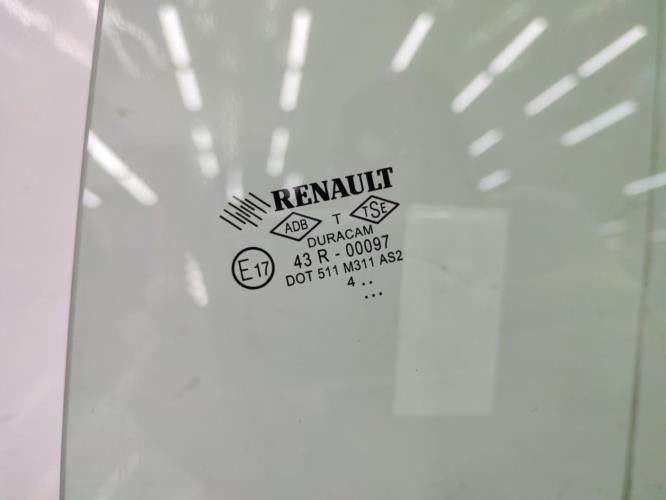 RENAULT
ADB T TSE
DURACAM
E17 43 R - 00097
DOT 511 M311 AS2
4 ..
...